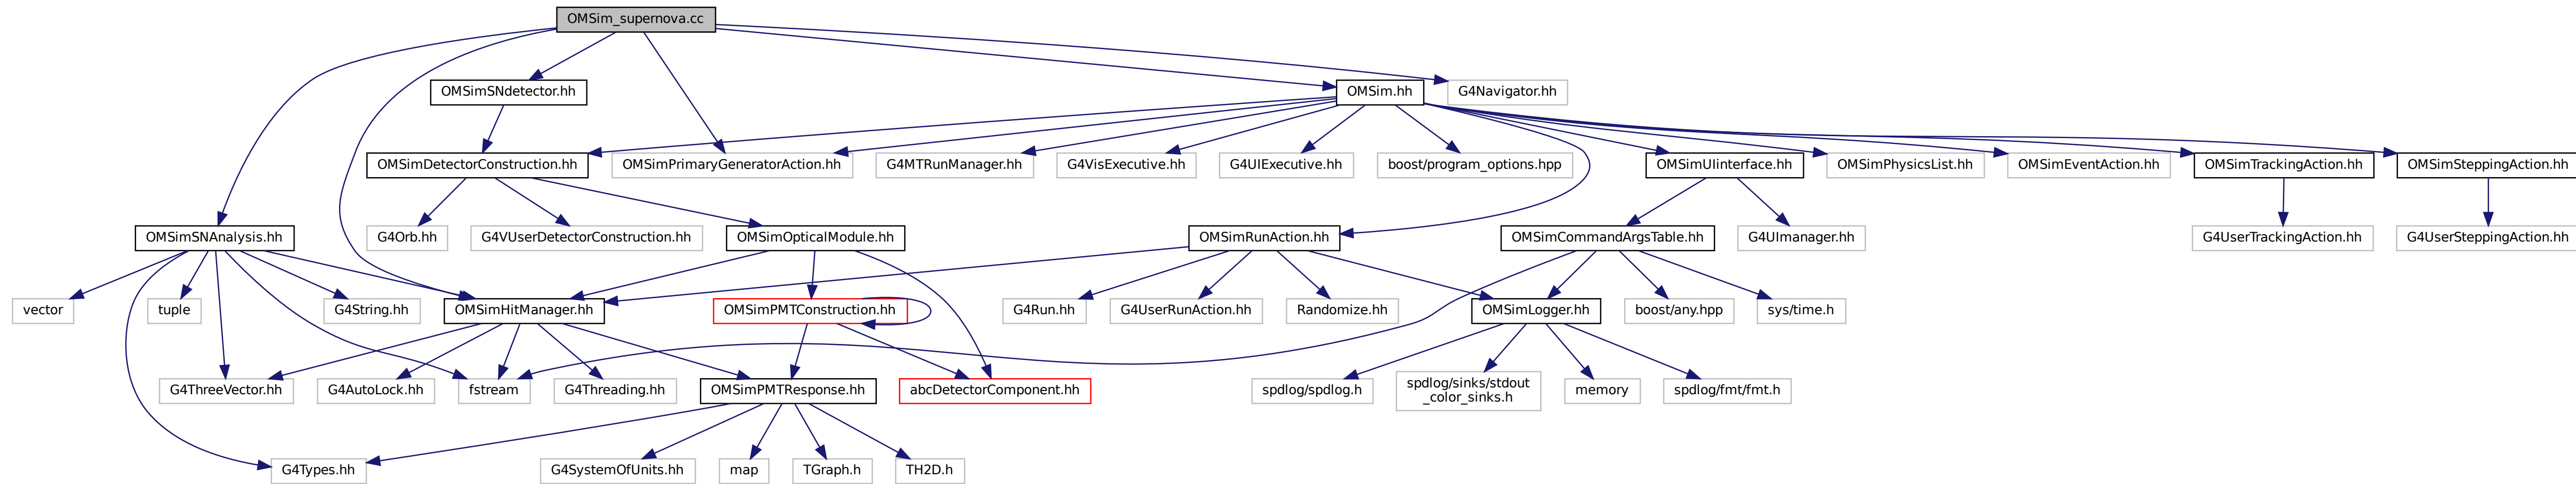 OMSim_supernova.cc
OMSimSNdetector.hh
OMSim.hh
G4Navigator.hh
OMSimDetectorConstruction.hh
OMSimPrimaryGeneratorAction.hh
G4MTRunManager.hh
G4VisExecutive.hh
G4UIExecutive.hh
boost/program_options.hpp
OMSimUIinterface.hh
OMSimPhysicsList.hh
OMSimEventAction.hh
OMSimTrackingAction.hh
OMSimSteppingAction.hh
OMSimSNAnalysis.hh
G4Orb.hh
G4VUserDetectorConstruction.hh
OMSimOpticalModule.hh
OMSimRunAction.hh
OMSimCommandArgsTable.hh
G4UImanager.hh
G4UserTrackingAction.hh
G4UserSteppingAction.hh
vector
tuple
G4String.hh
OMSimHitManager.hh
OMSimPMTConstruction.hh
G4Run.hh
G4UserRunAction.hh
Randomize.hh
OMSimLogger.hh
boost/any.hpp
sys/time.h
G4ThreeVector.hh
G4AutoLock.hh
fstream
G4Threading.hh
OMSimPMTResponse.hh
abcDetectorComponent.hh
spdlog/spdlog.h
spdlog/sinks/stdout
_color_sinks.h
memory
spdlog/fmt/fmt.h
G4Types.hh
G4SystemOfUnits.hh
map
TGraph.h
TH2D.h